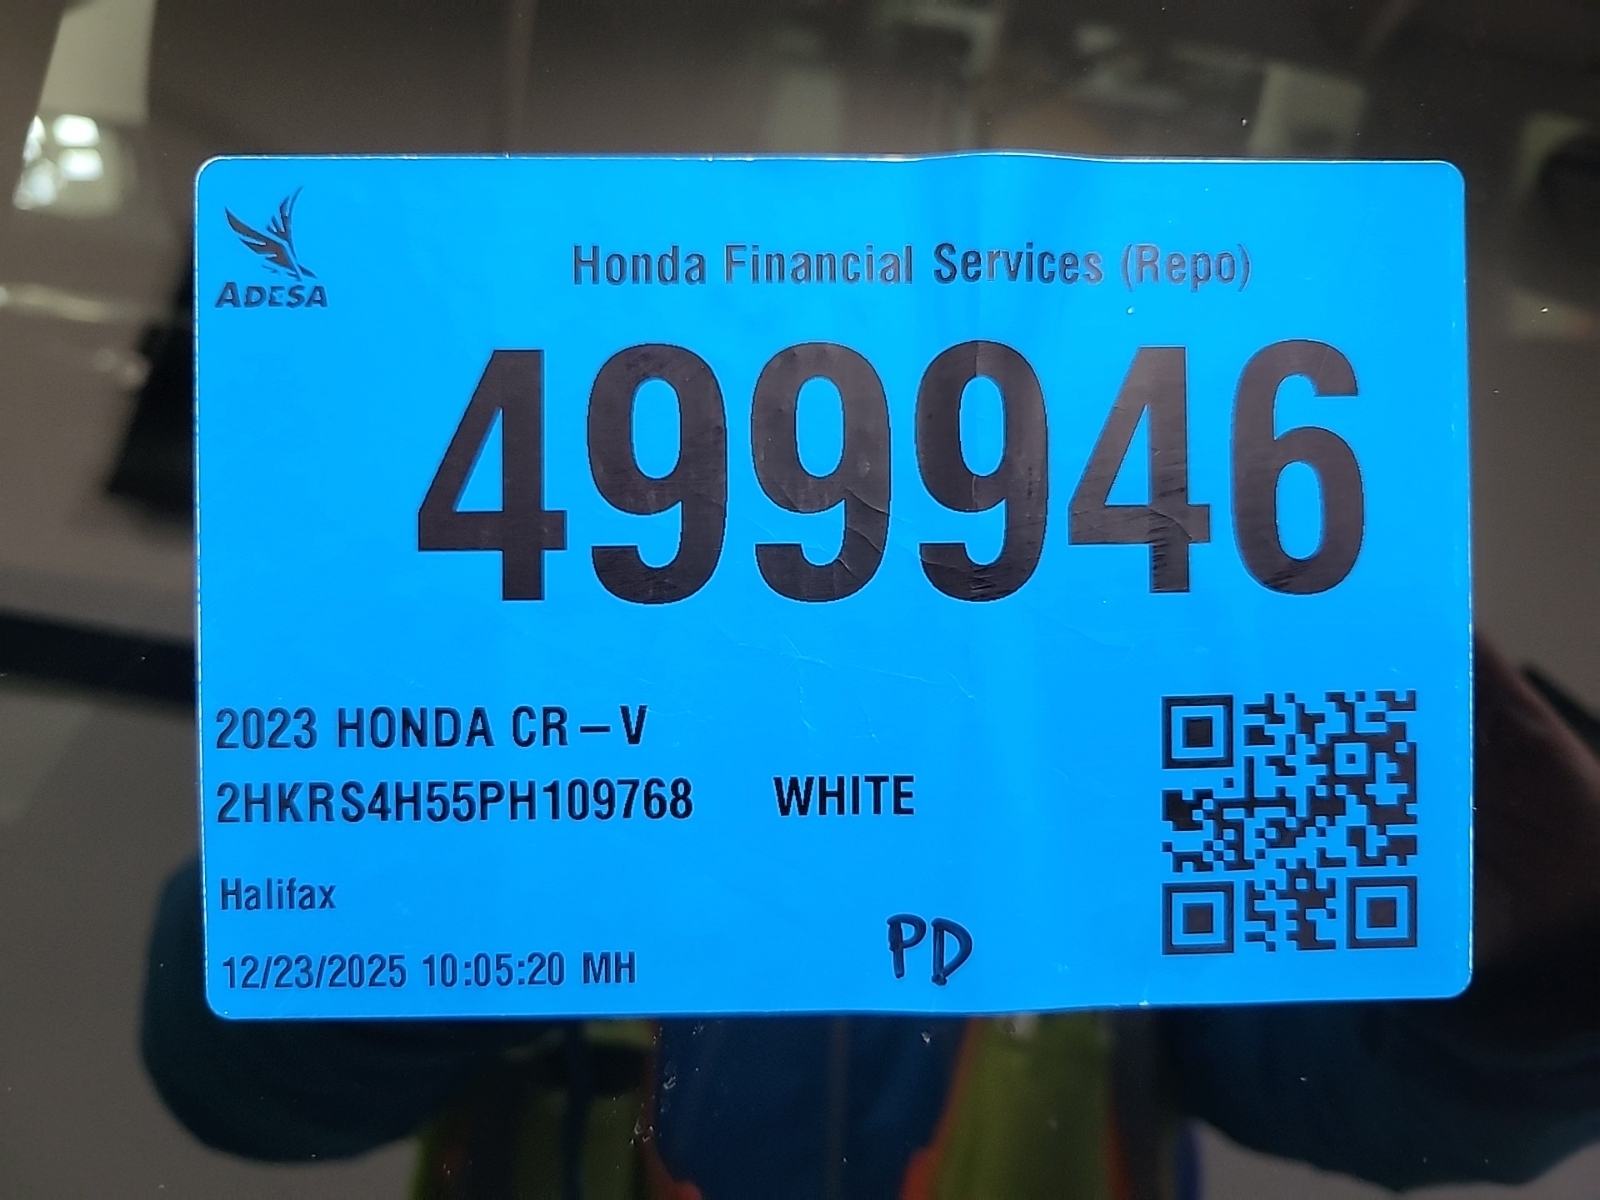 ADESA
Honda Financial Services (Repo)
499946
2023 HONDA CR-V
2HKRS4H55PH109768 WHITE
Halifax
PD
12/23/2025 10:05:20 MH